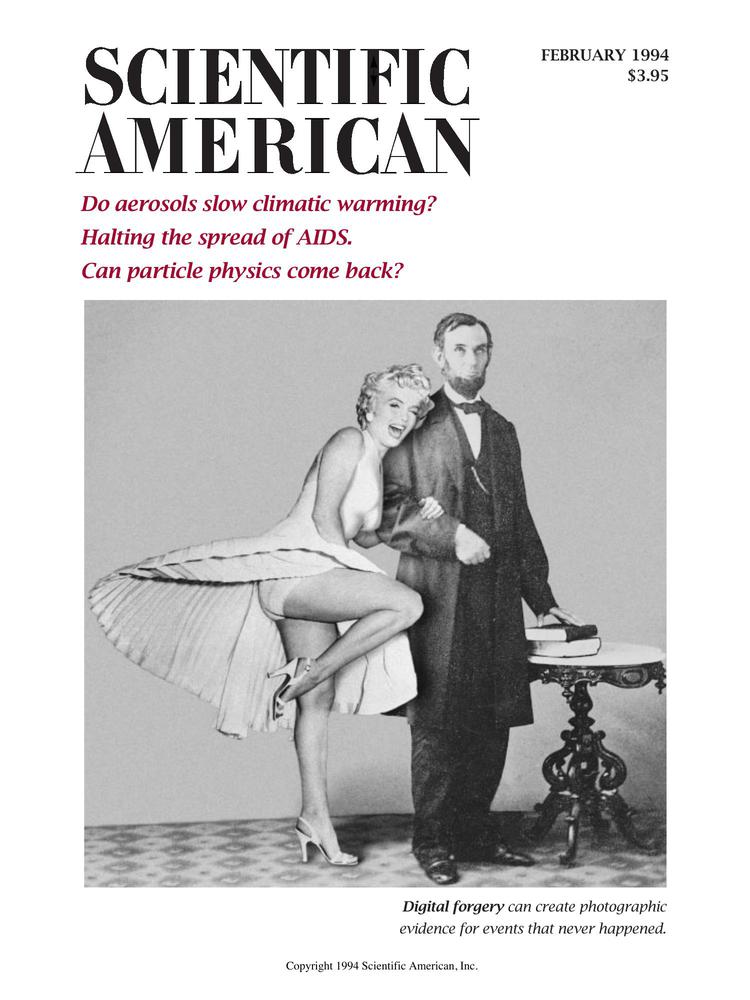 SCIENTIFIC
AMERICAN
FEBRUARY 1994
$3.95
Do aerosols slow climatic warming?
Halting the spread of AIDS.
Can particle physics come back?
Digital forgery can create photographic
evidence for events that never happened.
Copyright 1994 Scientific American, Inc.